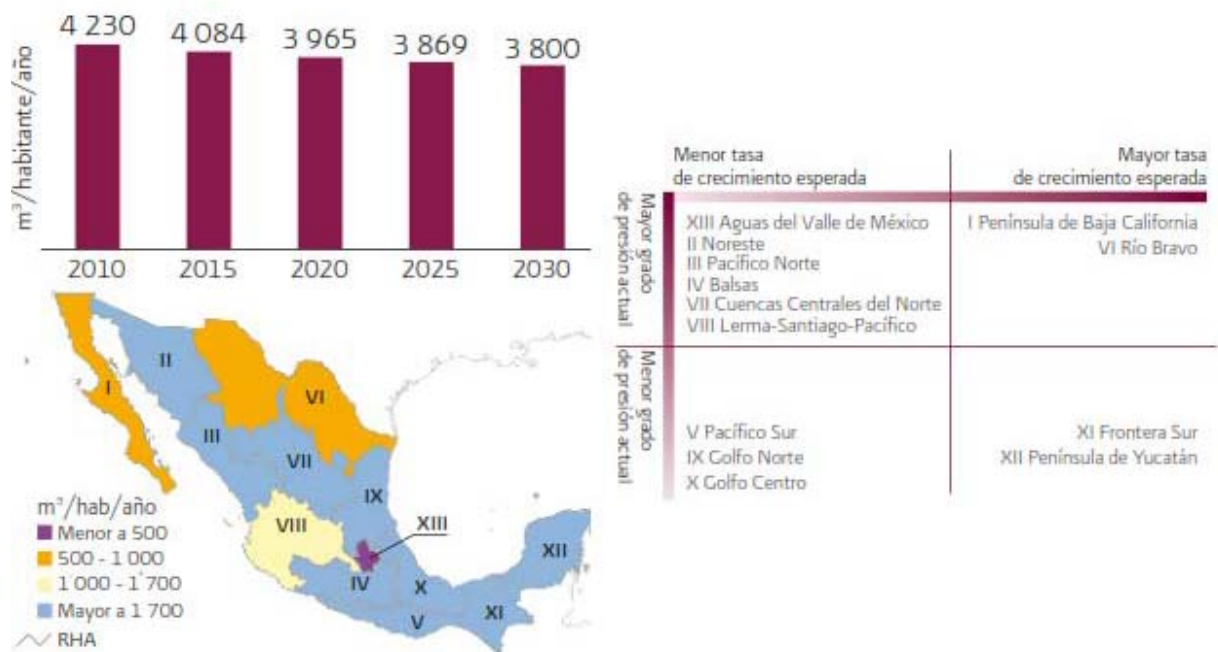 4 230
4 084
3 965
3 869
3 800
m³/habitante/año
2010
2015
2020
2025
2030
I
II
III
VI
VII
IX
VIII
XIII
IV
X
V
XI
XII
m³/hab/año
Menor a 500
500 - 1 000
1 000 - 1 700
Mayor a 1 700
RHA
Menor tasa
de crecimiento esperada
Mayor tasa
de crecimiento esperada
Mayor grado
de presión actual
XIII Aguas del Valle de México
II Noreste
III Pacífico Norte
IV Balsas
VII Cuencas Centrales del Norte
VIII Lerma-Santiago-Pacífico
I Península de Baja California
VI Río Bravo
Menor grado
de presión actual
V Pacífico Sur
IX Golfo Norte
X Golfo Centro
XI Frontera Sur
XII Península de Yucatán